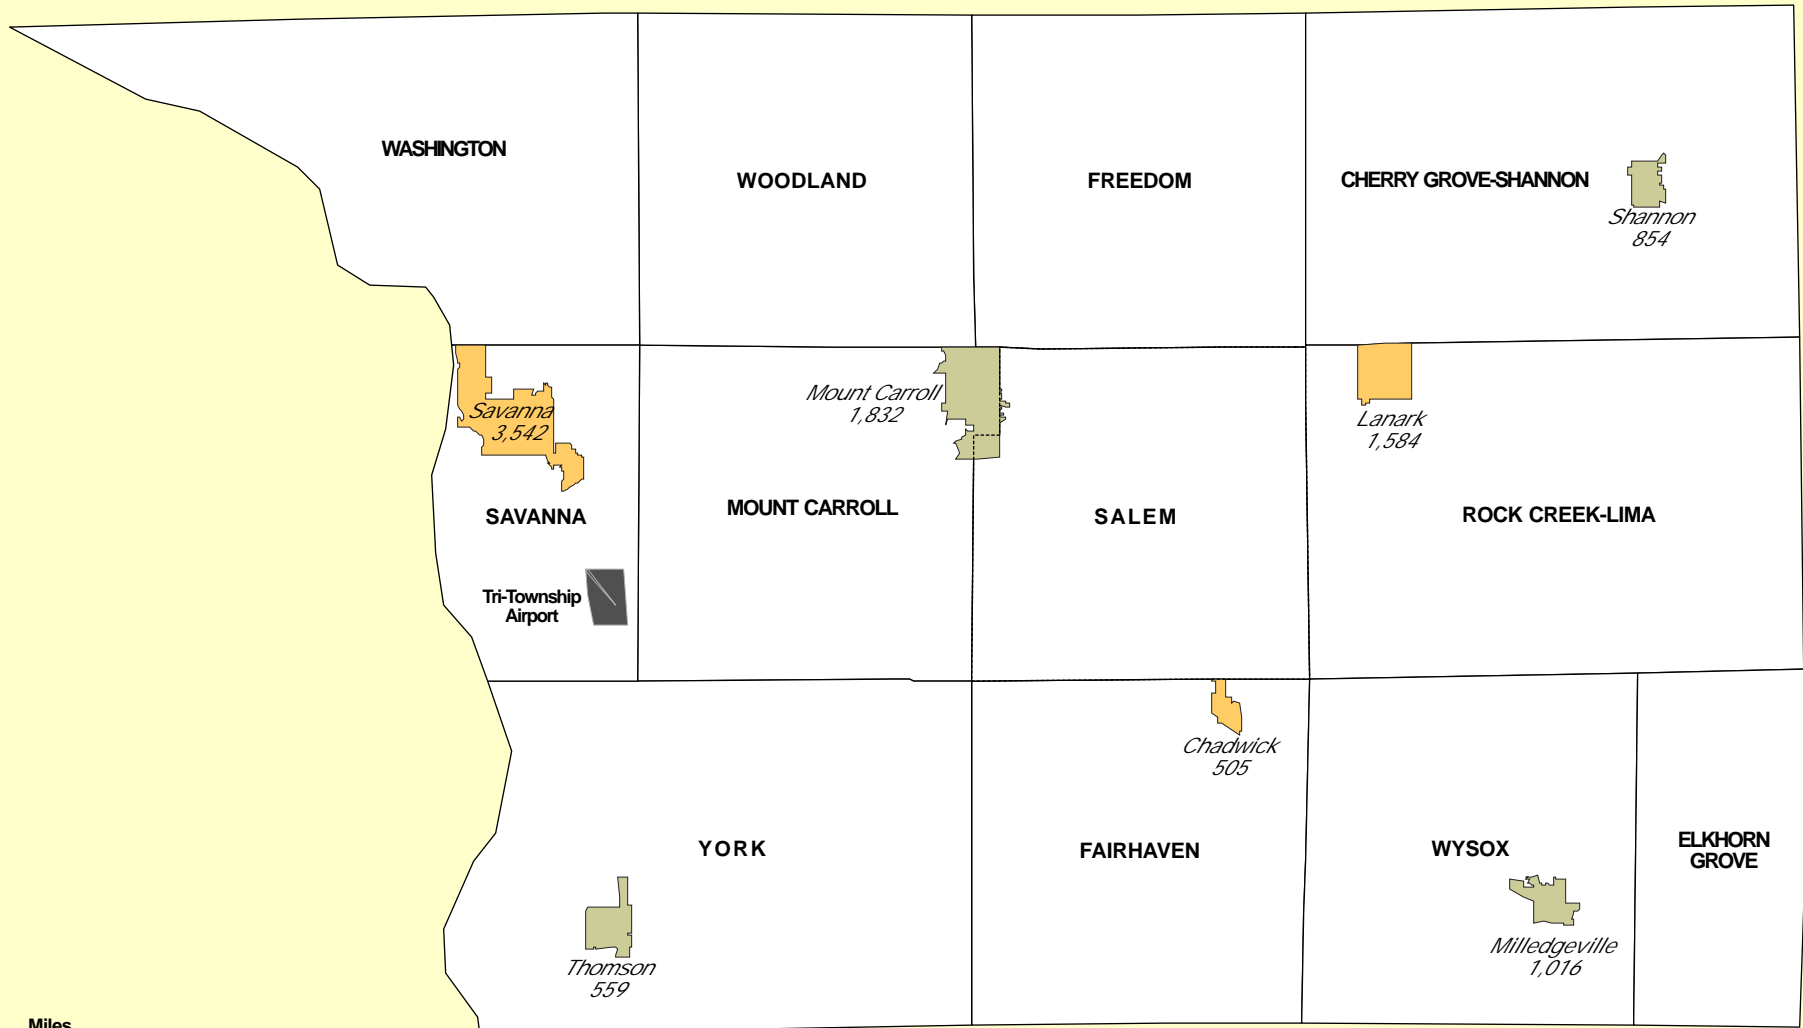 WASHINGTON
WOODLAND
FREEDOM
CHERRY GROVE-SHANNON
Shannon
854
Savanna
3,542
Mount Carroll
1,832
Lanark
1,584
SAVANNA
MOUNT CARROLL
SALEM
ROCK CREEK-LIMA
Tri-Township
Airport
Chadwick
505
YORK
FAIRHAVEN
WYSOX
ELKHORN
GROVE
Thomson
559
Milledgeville
1,016
Miles